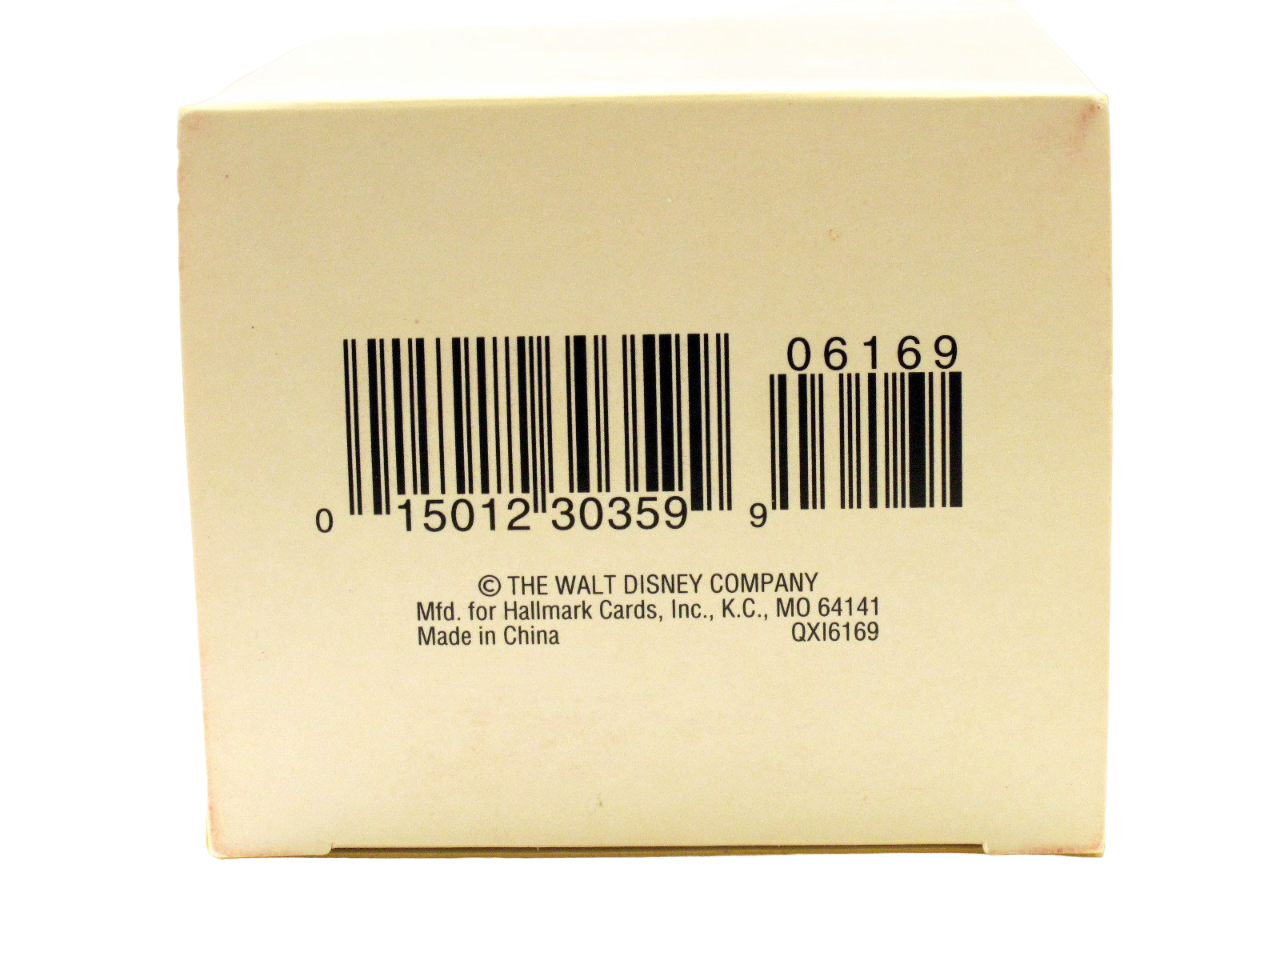 06169
0 15012 30359 9
© THE WALT DISNEY COMPANY
Mfd. for Hallmark Cards, Inc., K.C., MO 64141
Made in China QXI6169